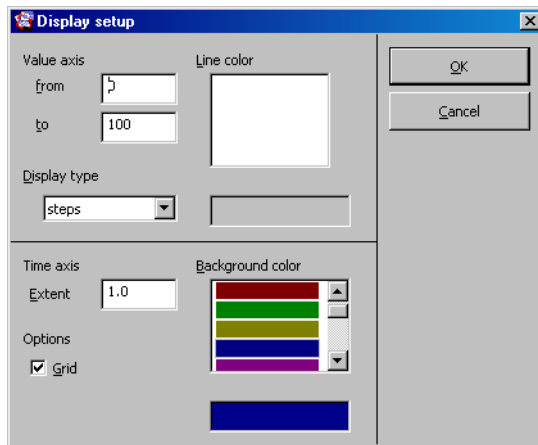 Display setup
Value axis
from
to
100
Line color
OK
Cancel
Display type
steps
Time axis
Extent
1.0
Background color
Options
Grid